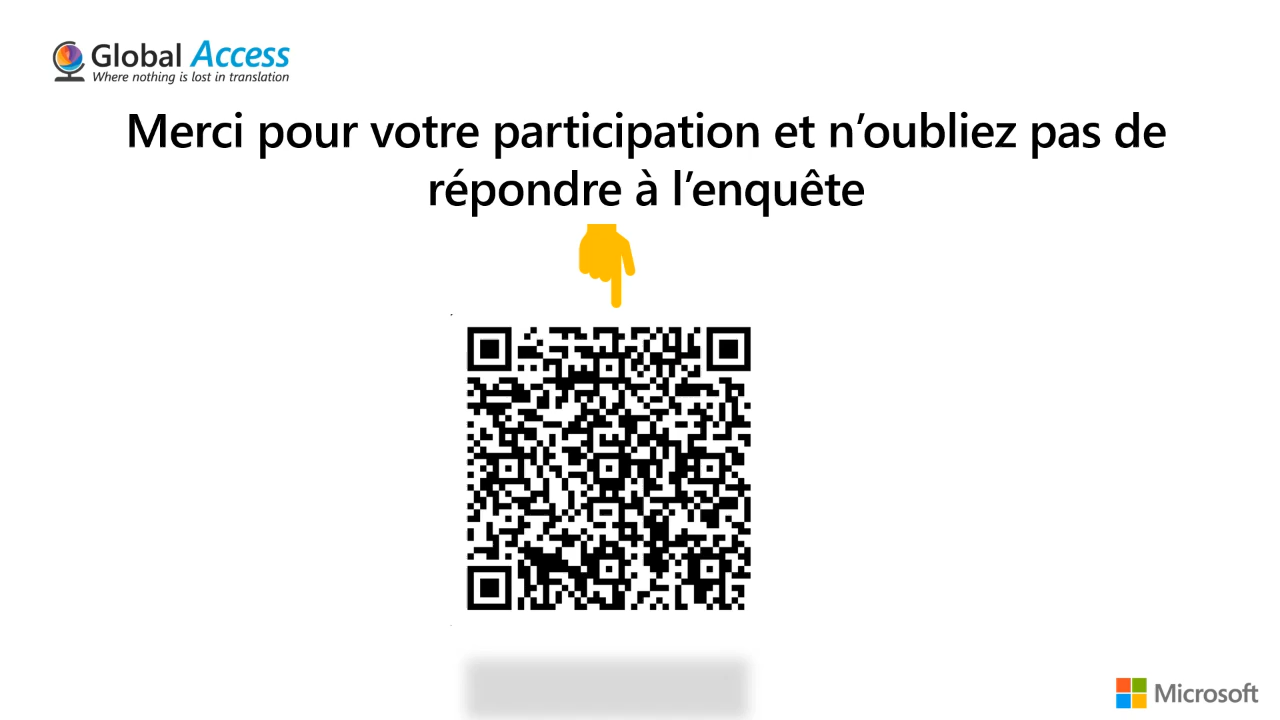 Global Access
Where nothing is lost in translation
Merci pour votre participation et n’oubliez pas de
répondre à l’enquête
Microsoft